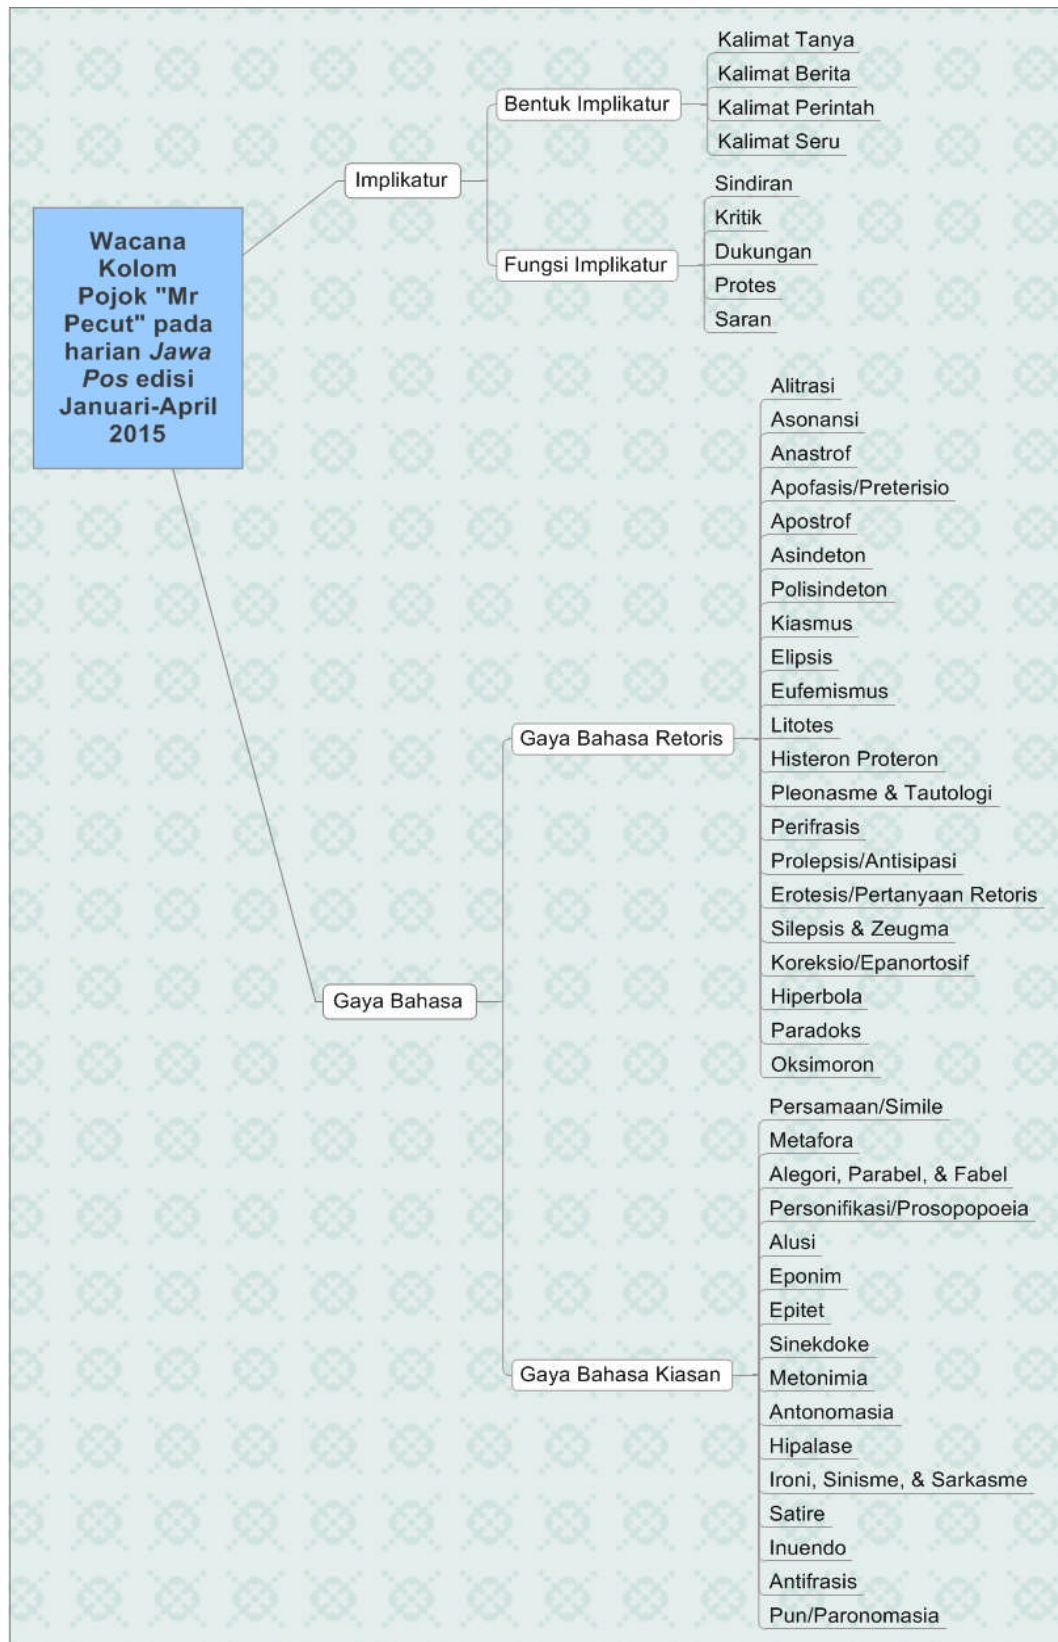 Wacana
Kolom
Pojok "Mr
Pecut" pada
harian Jawa
Pos edisi
Januari-April
2015
Implikatur
Bentuk Implikatur
Kalimat Tanya
Kalimat Berita
Kalimat Perintah
Kalimat Seru
Fungsi Implikatur
Sindiran
Kritik
Dukungan
Protes
Saran
Gaya Bahasa
Gaya Bahasa Retoris
Alitrasi
Asonansi
Anastrof
Apofasis/Preterisio
Apostrof
Asindeton
Polisindeton
Kiasmus
Elipsis
Eufemismus
Litotes
Histeron Proteron
Pleonasme & Tautologi
Perifrasis
Prolepsis/Antisipasi
Erotesis/Pertanyaan Retoris
Silepsis & Zeugma
Koreksio/Epanortosif
Hiperbola
Paradoks
Oksimoron
Gaya Bahasa Kiasan
Persamaan/Simile
Metafora
Alegori, Parabel, & Fabel
Personifikasi/Prosopopoeia
Alusi
Eponim
Epitet
Sinekdoke
Metonimia
Antonomasia
Hipalase
Ironi, Sinisme, & Sarkasme
Satire
Inuendo
Antifrasis
Pun/Paronomasia